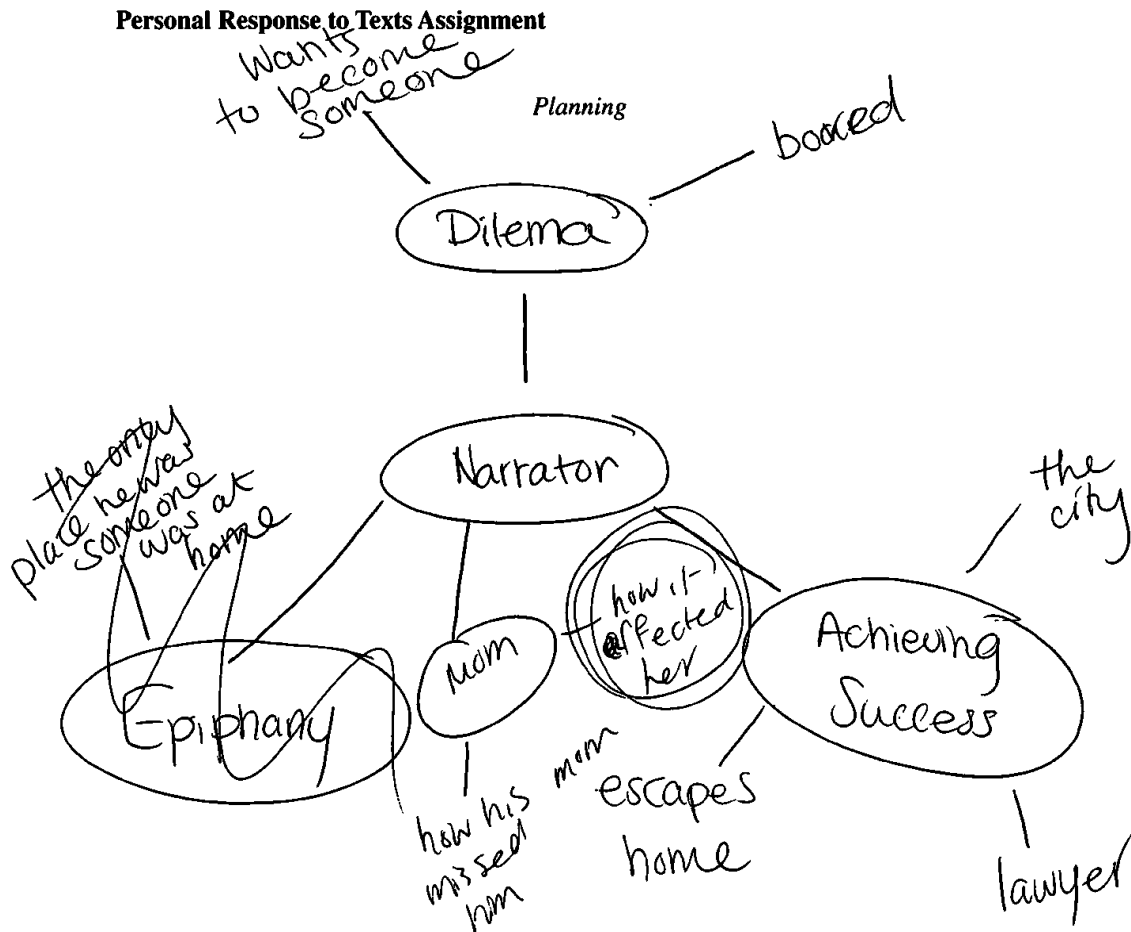 Personal Response to Texts Assignment
Wants
to become
someone
Planning
boored
Dilema
Narrator
the only
place he was
someone
was at
home
the
city
how it
affected
her
Mom
Achieving
Success
Epiphany
how his mom
missed
him
escapes
home
lawyer